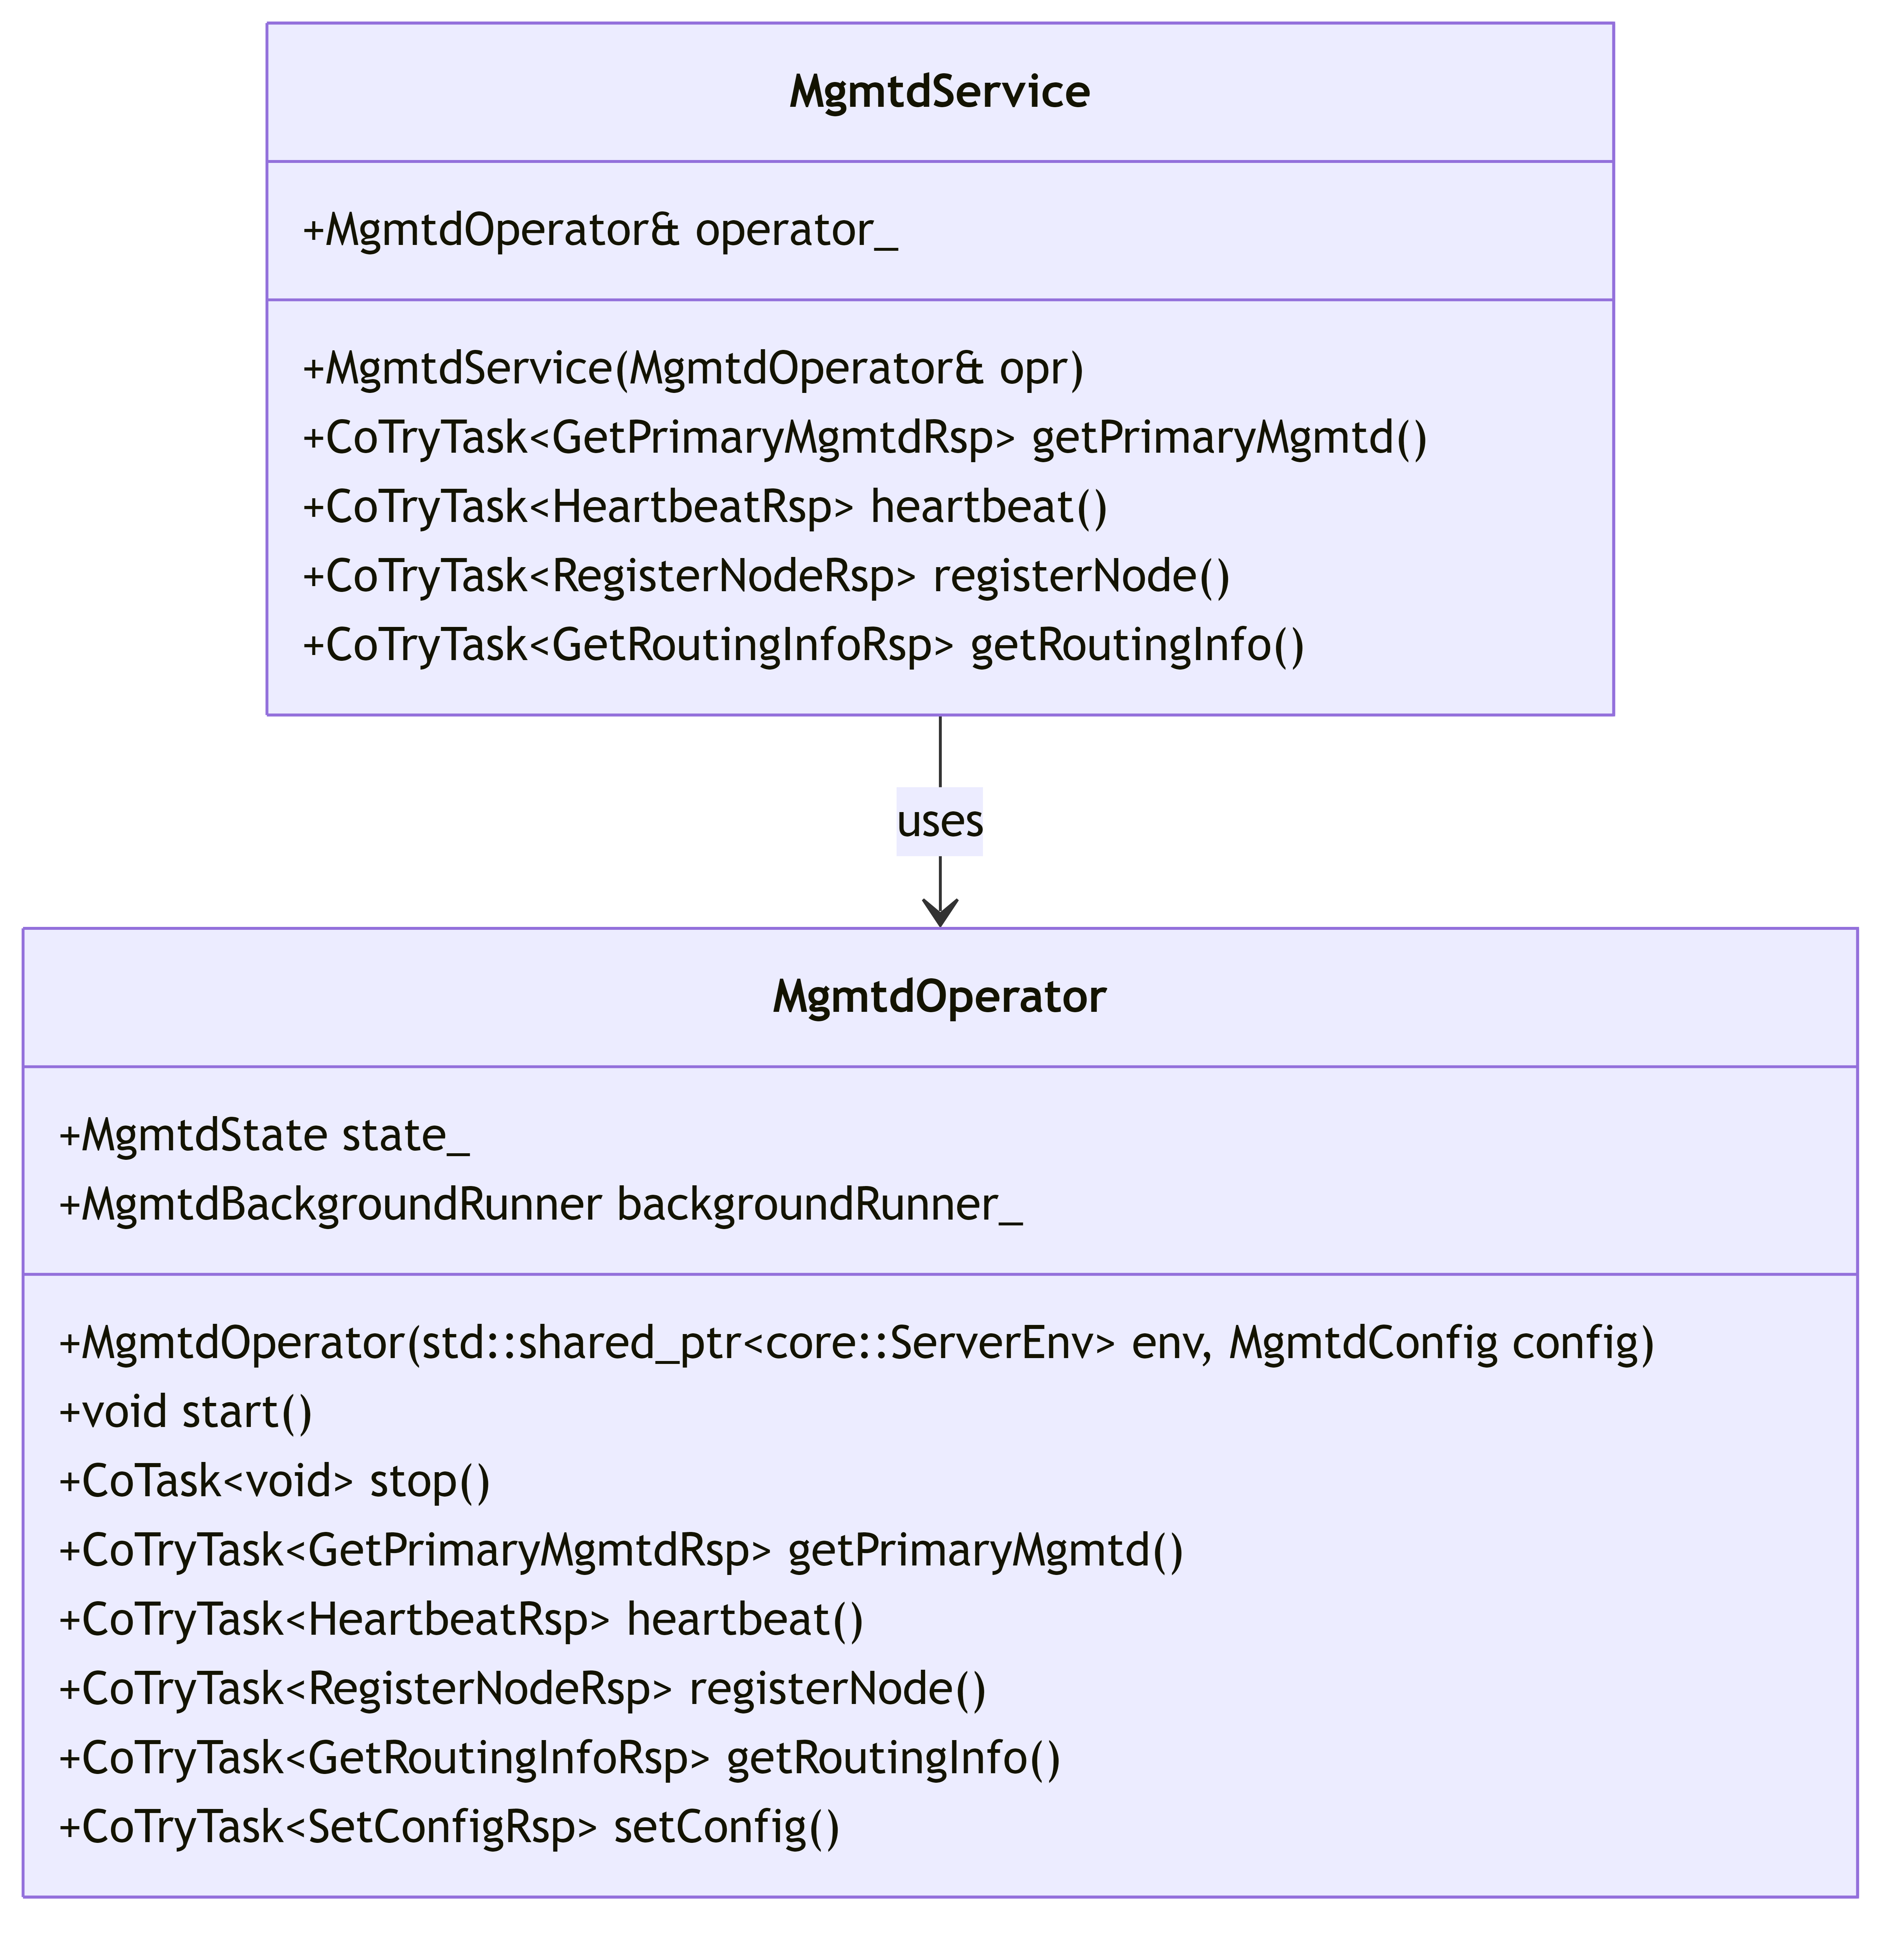 MgmtdService
+MgmtdOperator& operator_
+MgmtdService(MgmtdOperator& opr)
+CoTryTask<GetPrimaryMgmtdRsp> getPrimaryMgmtd()
+CoTryTask<HeartbeatRsp> heartbeat()
+CoTryTask<RegisterNodeRsp> registerNode()
+CoTryTask<GetRoutingInfoRsp> getRoutingInfo()
uses
MgmtdOperator
+MgmtdState state_
+MgmtdBackgroundRunner backgroundRunner_
+MgmtdOperator(std::shared_ptr<core::ServerEnv> env, MgmtdConfig config)
+void start()
+CoTask<void> stop()
+CoTryTask<GetPrimaryMgmtdRsp> getPrimaryMgmtd()
+CoTryTask<HeartbeatRsp> heartbeat()
+CoTryTask<RegisterNodeRsp> registerNode()
+CoTryTask<GetRoutingInfoRsp> getRoutingInfo()
+CoTryTask<SetConfigRsp> setConfig()